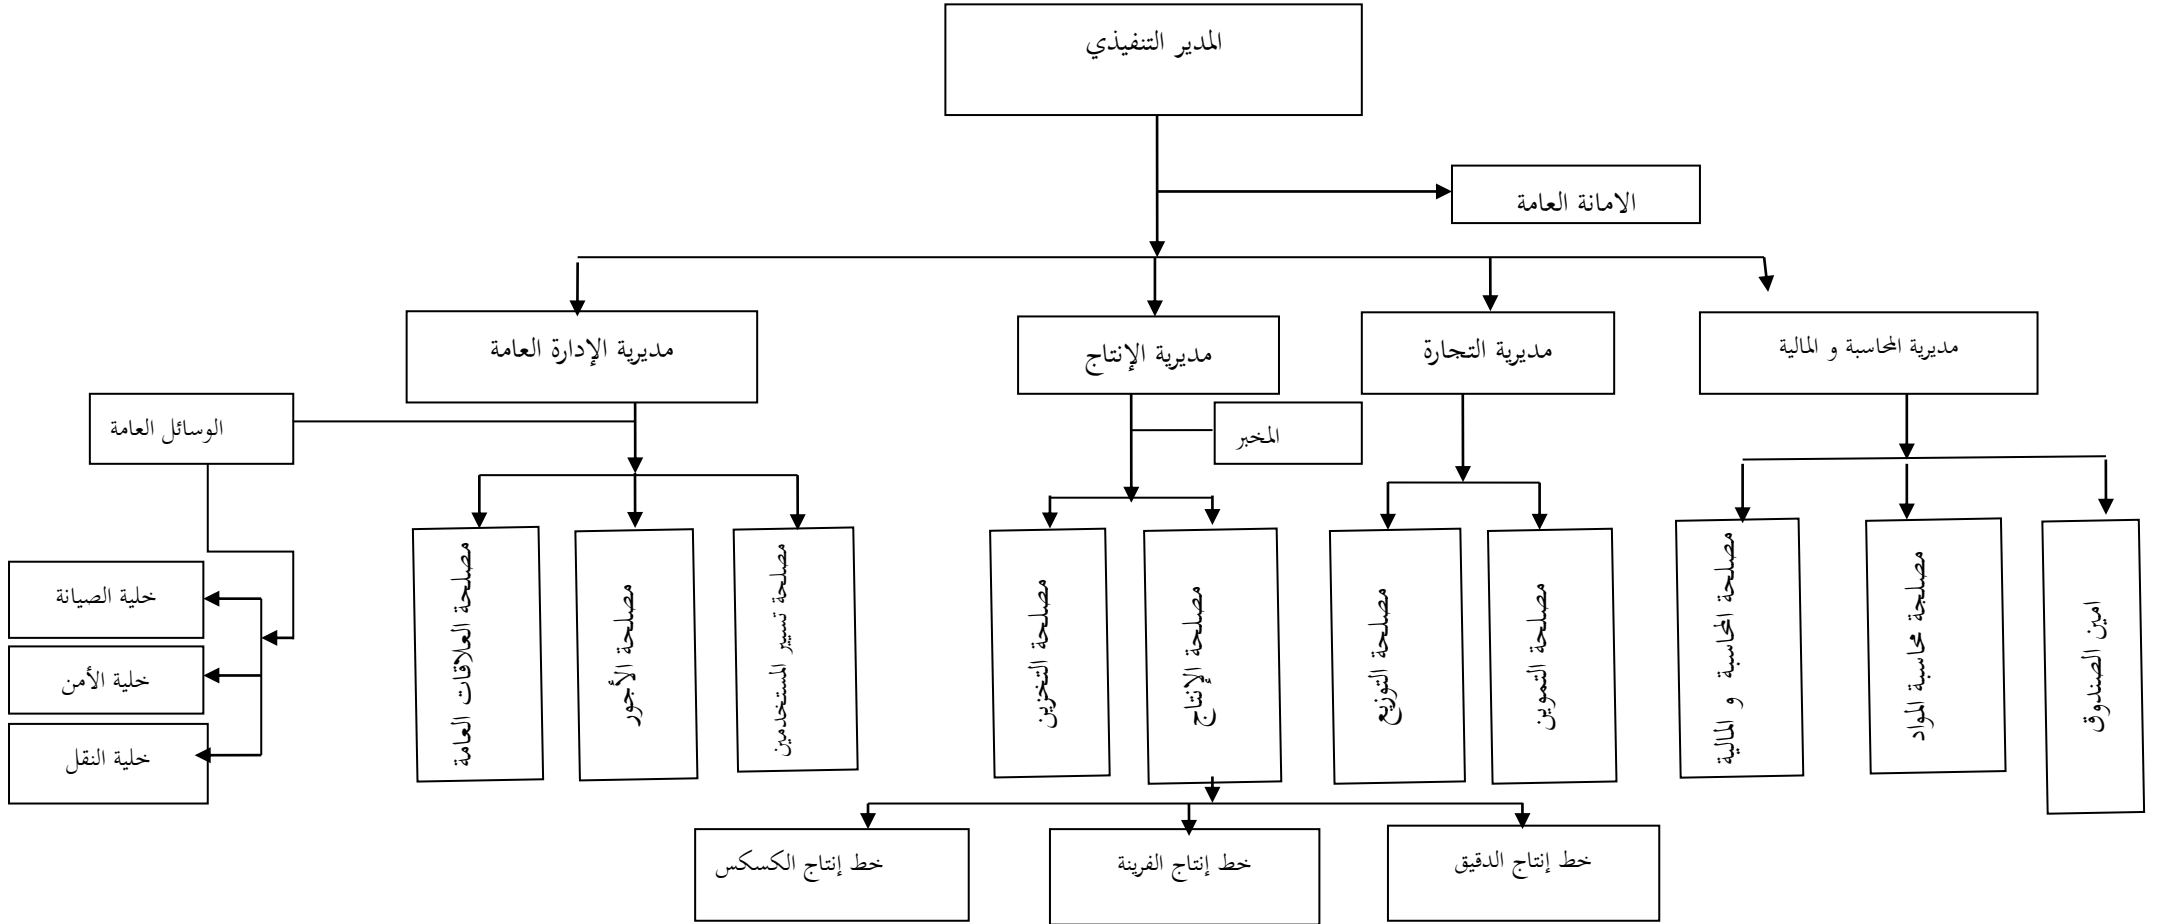 المدير التنفيذي
الامانة العامة
مديرية المحاسبة و المالية
مديرية التجارة
مديرية الإنتاج
مديرية الإدارة العامة
المخبر
الوسائل العامة
امين الصندوق
مصلجة محاسبة المواد
مصلحة المحاسبة و المالية
مصلحة التموين
مصلحة التوزيع
مصلحة الإنتاج
مصلحة التخزين
مصلحة تسيير المستخدمين
مصلحة الأجور
مصلحة العلاقات العامة
خلية الصيانة
خلية الأمن
خلية النقل
خط إنتاج الدقيق
خط إنتاج الفرينة
خط إنتاج الكسكس